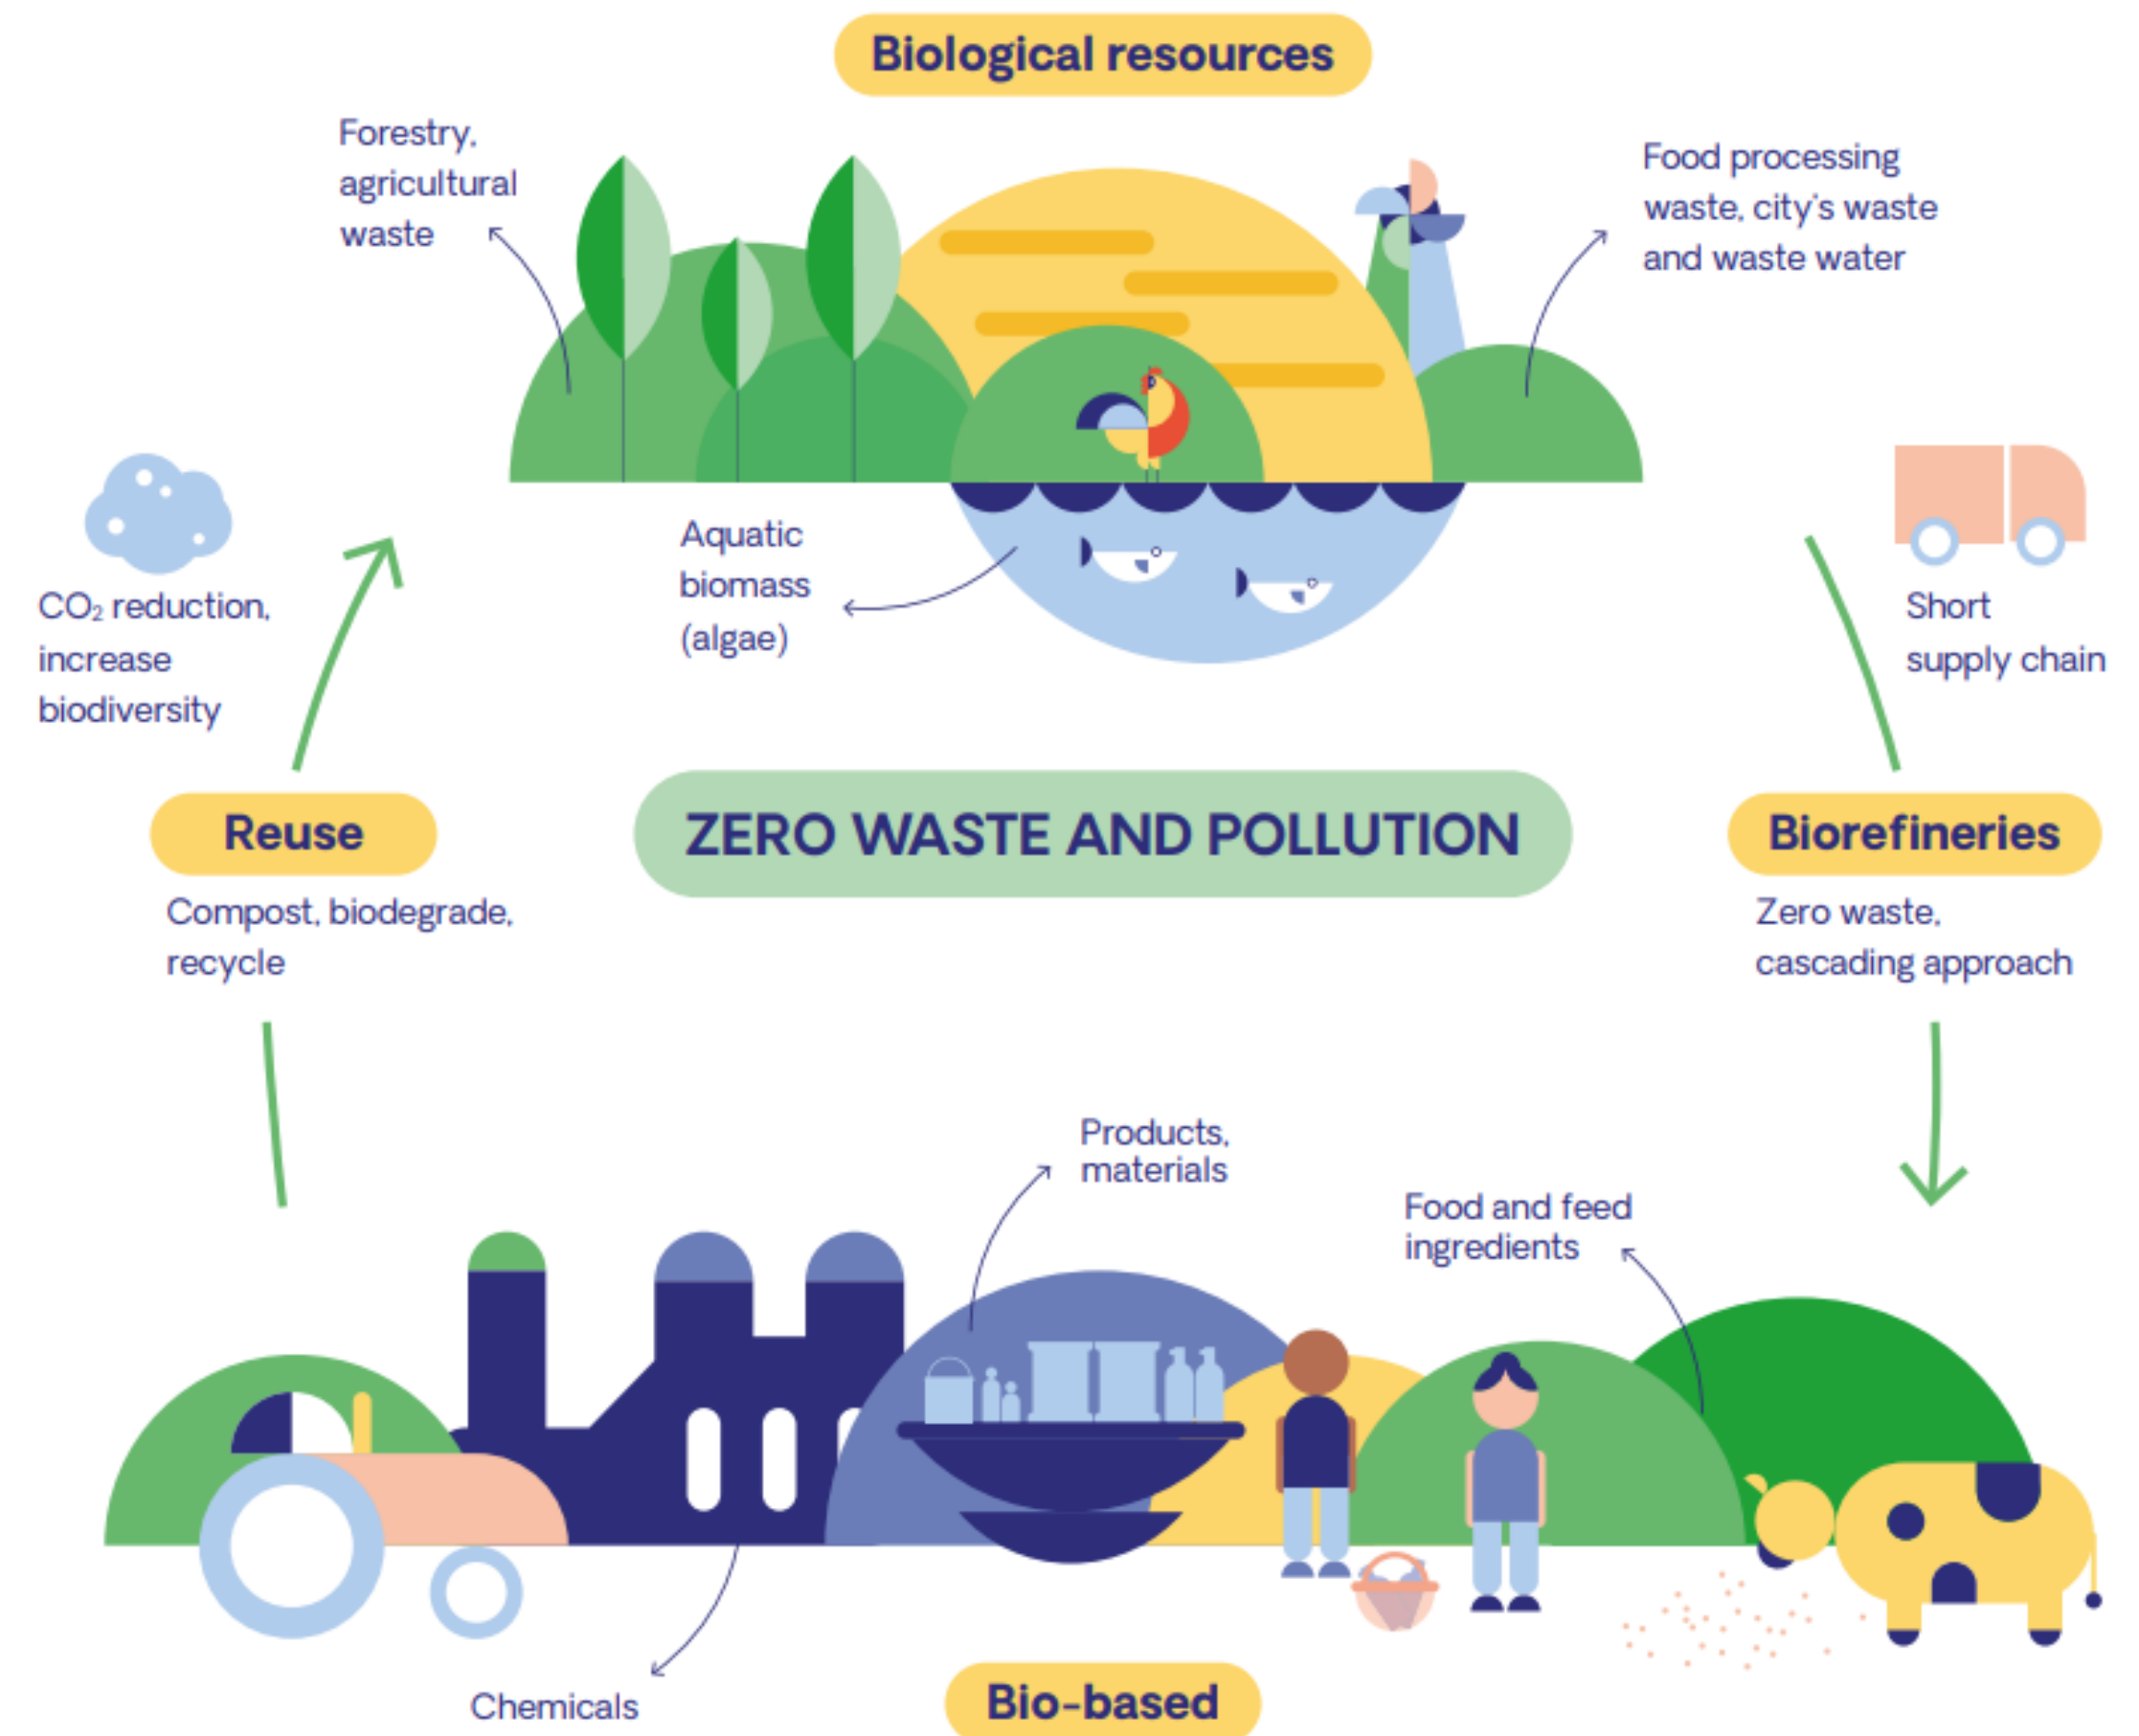 Biological resources
Forestry,
agricultural
waste
Food processing
waste, city's waste
and waste water
Aquatic
biomass
(algae)
CO₂ reduction,
increase
biodiversity
Short
supply chain
Reuse
Compost, biodegrade,
recycle
ZERO WASTE AND POLLUTION
Biorefineries
Zero waste,
cascading approach
Products,
materials
Food and feed
ingredients
Chemicals
Bio-based